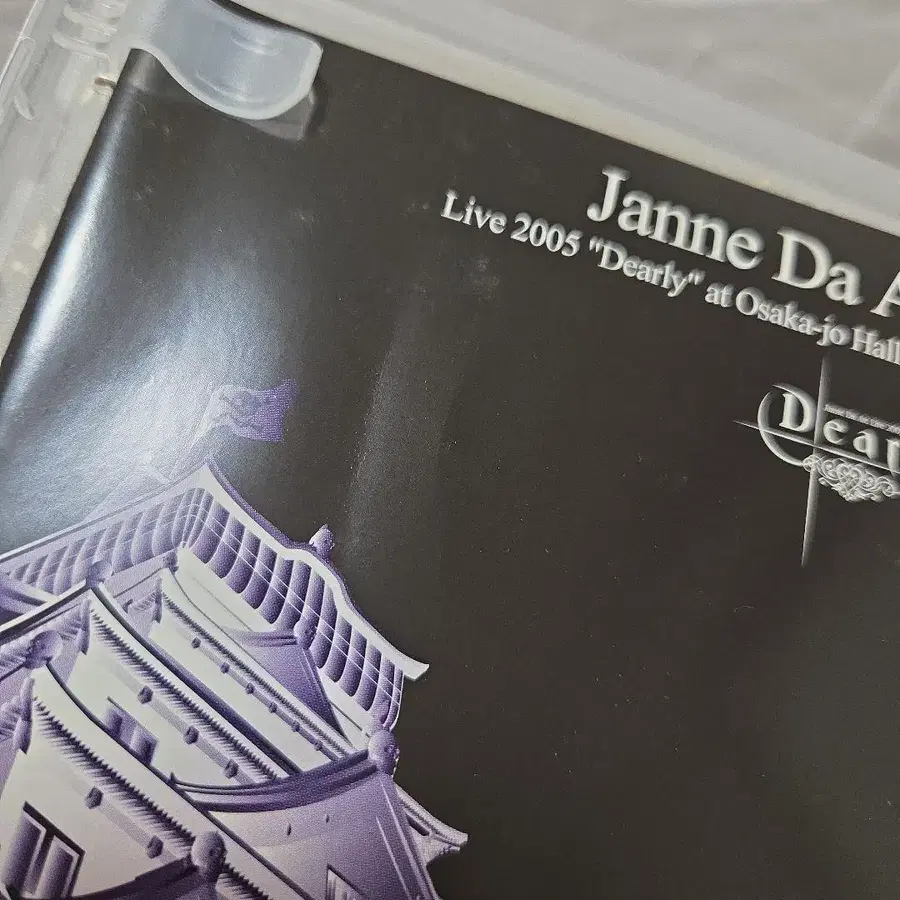 Janne Da A
Live 2005 "Dearly" at Osaka-jo Hall
Dear